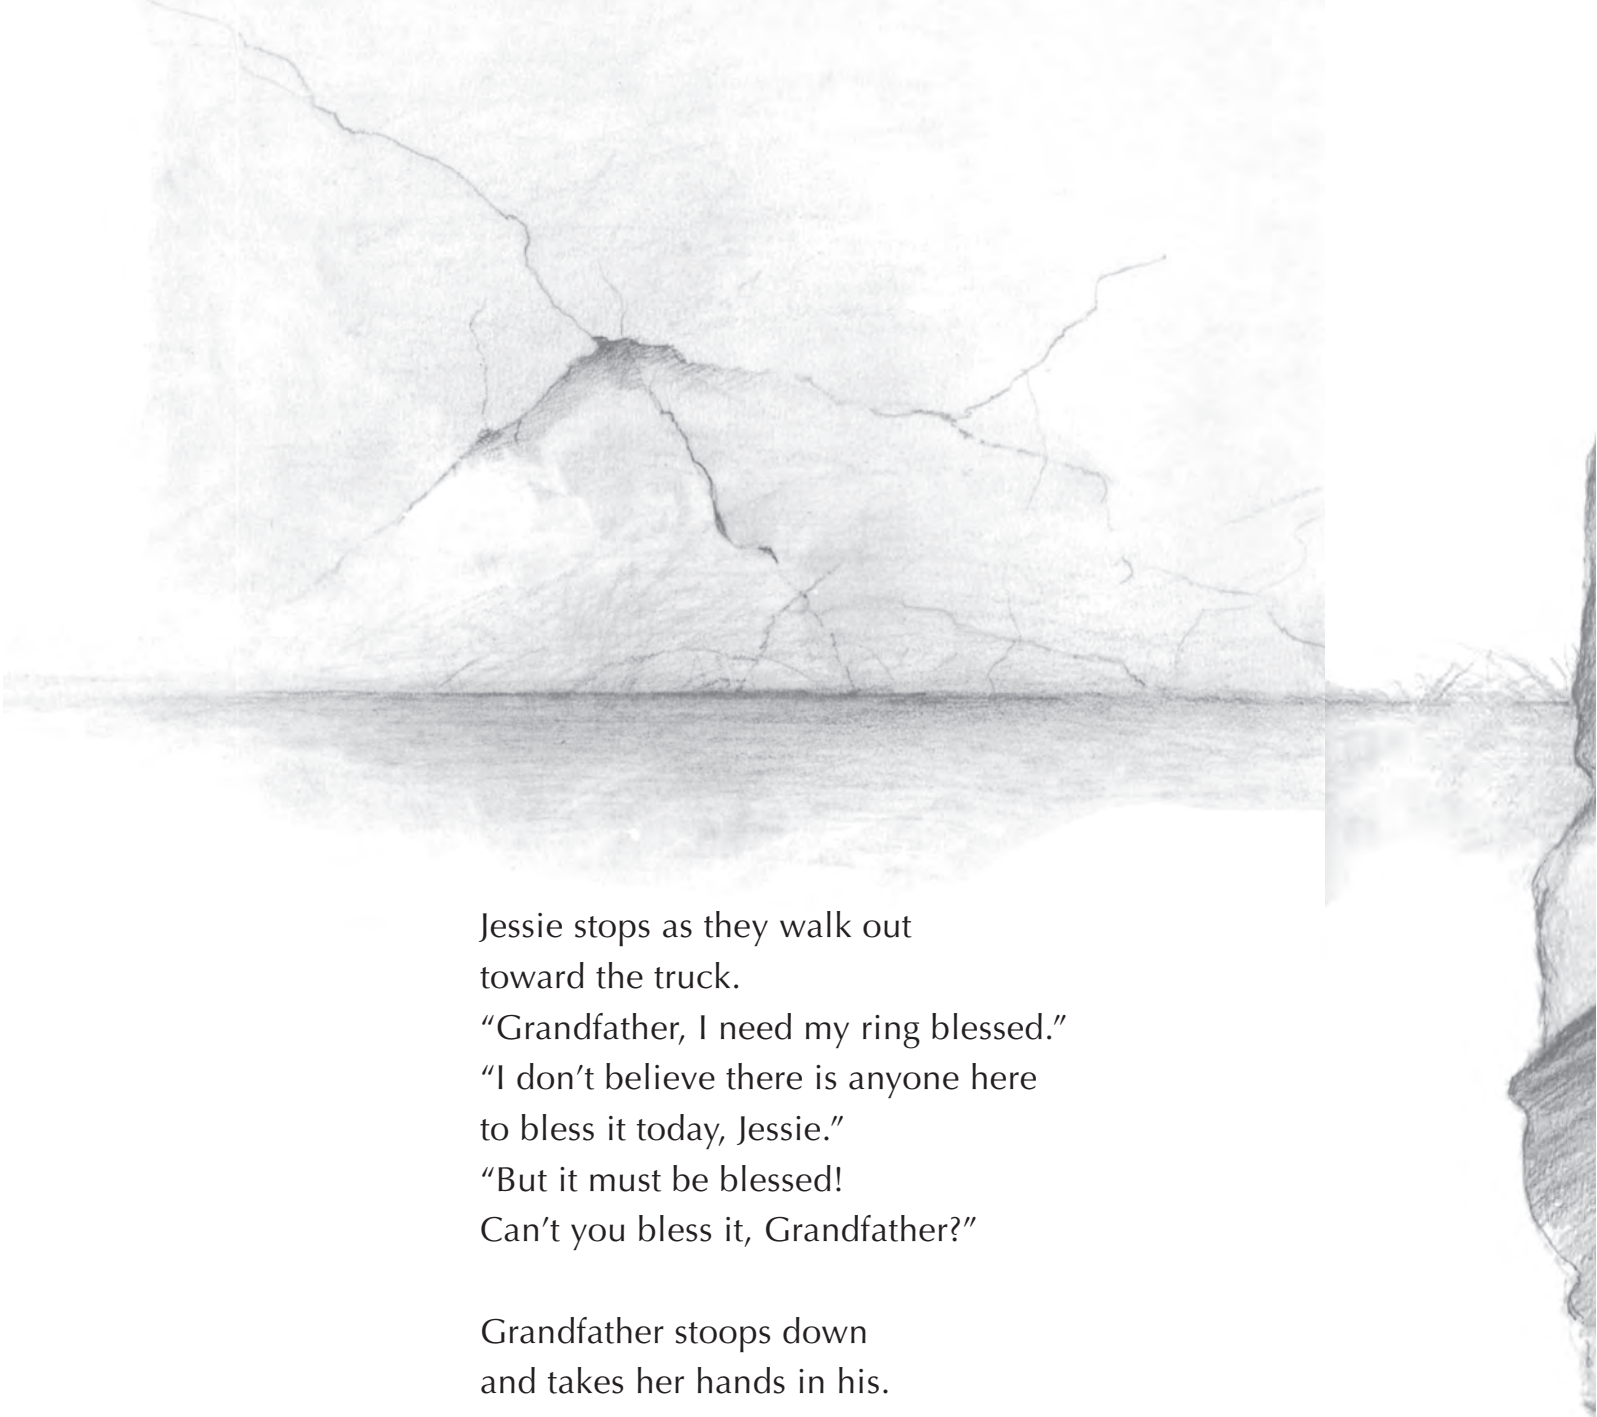 Jessie stops as they walk out
toward the truck.
“Grandfather, I need my ring blessed.”
“I don’t believe there is anyone here
to bless it today, Jessie.”
“But it must be blessed!
Can’t you bless it, Grandfather?”
Grandfather stoops down
and takes her hands in his.